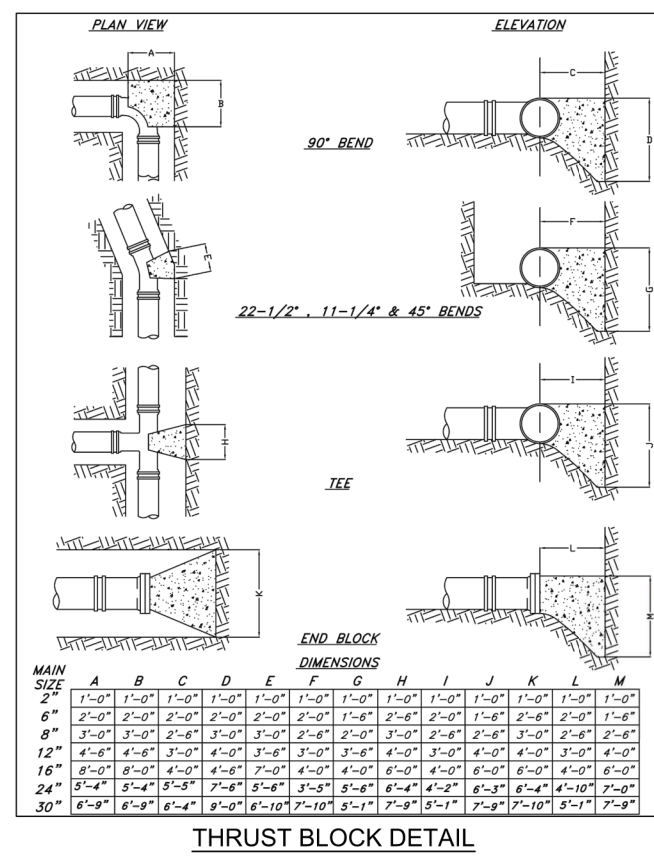 PLAN VIEW ELEVATION
A
B
C
D
90° BEND
E
F
G
22-1/2° , 11-1/4° & 45° BENDS
H
I
J
TEE
K
L
M
END BLOCK
DIMENSIONS
MAIN
SIZE A B C D E F G H I J K L M
2" 1'-0" 1'-0" 1'-0" 1'-0" 1'-0" 1'-0" 1'-0" 1'-0" 1'-0" 1'-0" 1'-0" 1'-0" 1'-0"
6" 2'-0" 2'-0" 2'-0" 2'-0" 2'-0" 2'-0" 1'-6" 2'-6" 2'-0" 1'-6" 2'-6" 2'-0" 1'-6"
8" 3'-0" 3'-0" 2'-6" 3'-0" 3'-0" 2'-6" 2'-0" 3'-0" 2'-6" 2'-6" 3'-0" 2'-6" 2'-6"
12" 4'-6" 4'-6" 3'-0" 4'-0" 3'-6" 3'-0" 3'-6" 4'-0" 3'-0" 4'-0" 4'-0" 3'-0" 4'-0"
16" 8'-0" 8'-0" 4'-0" 4'-6" 7'-0" 4'-0" 4'-0" 6'-0" 4'-0" 6'-0" 6'-0" 4'-0" 6'-0"
24" 5'-4" 5'-4" 5'-5" 7'-6" 5'-6" 3'-5" 5'-6" 6'-4" 4'-2" 6'-3" 6'-4" 4'-10" 7'-0"
30" 6'-9" 6'-9" 6'-4" 9'-0" 6'-10" 7'-10" 5'-1" 7'-9" 5'-1" 7'-9" 7'-10" 5'-1" 7'-9"
THRUST BLOCK DETAIL